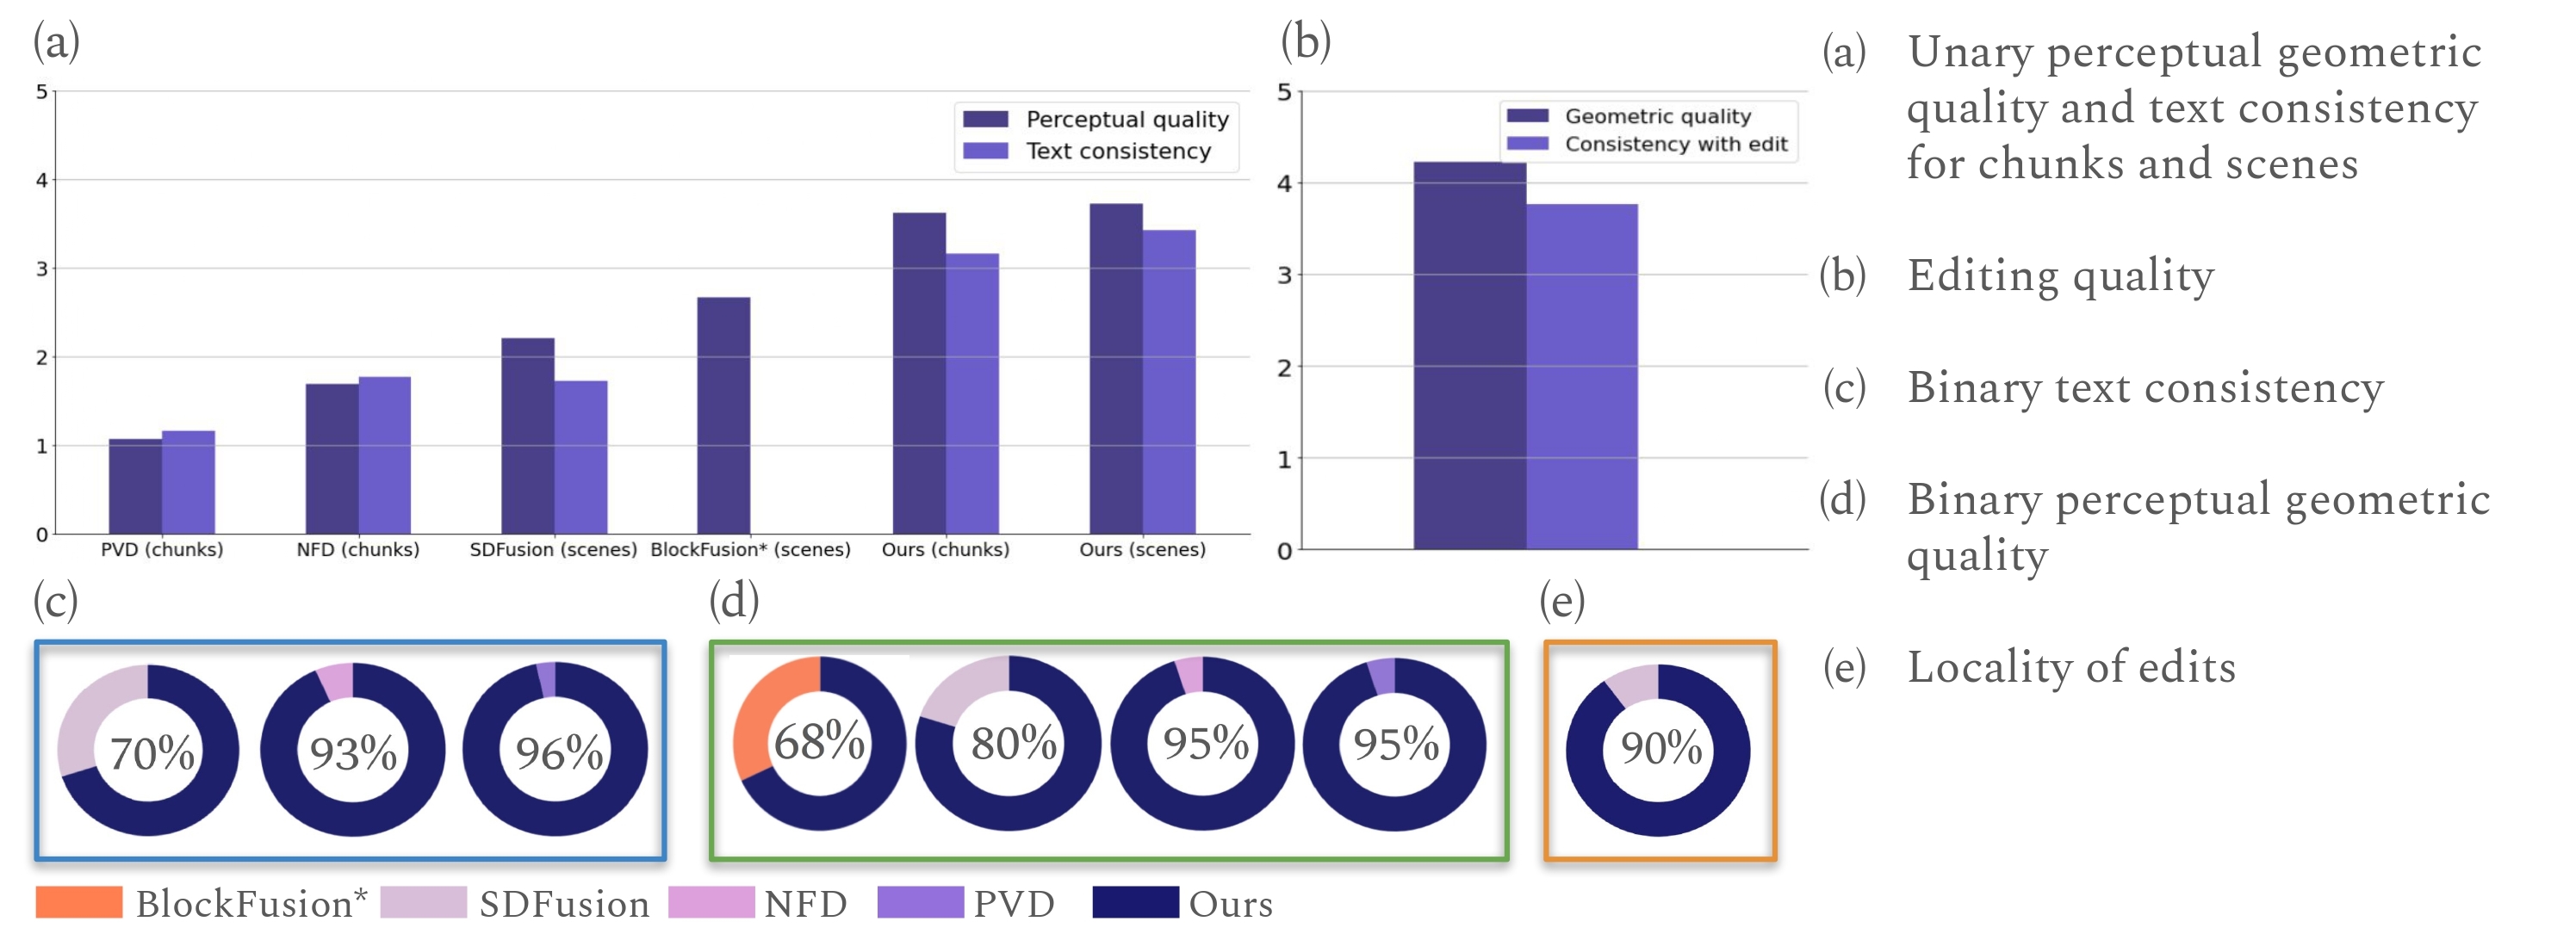 (a)
5
4
3
2
1
0
Perceptual quality
Text consistency
PVD (chunks)
NFD (chunks)
SDFusion (scenes)
BlockFusion* (scenes)
Ours (chunks)
Ours (scenes)
(b)
5
4
3
2
1
0
Geometric quality
Consistency with edit
(a) Unary perceptual geometric
quality and text consistency
for chunks and scenes
(b) Editing quality
(c) Binary text consistency
(d) Binary perceptual geometric
quality
(e) Locality of edits
(c)
70%
93%
96%
(d)
68%
80%
95%
95%
(e)
90%
BlockFusion*
SDFusion
NFD
PVD
Ours